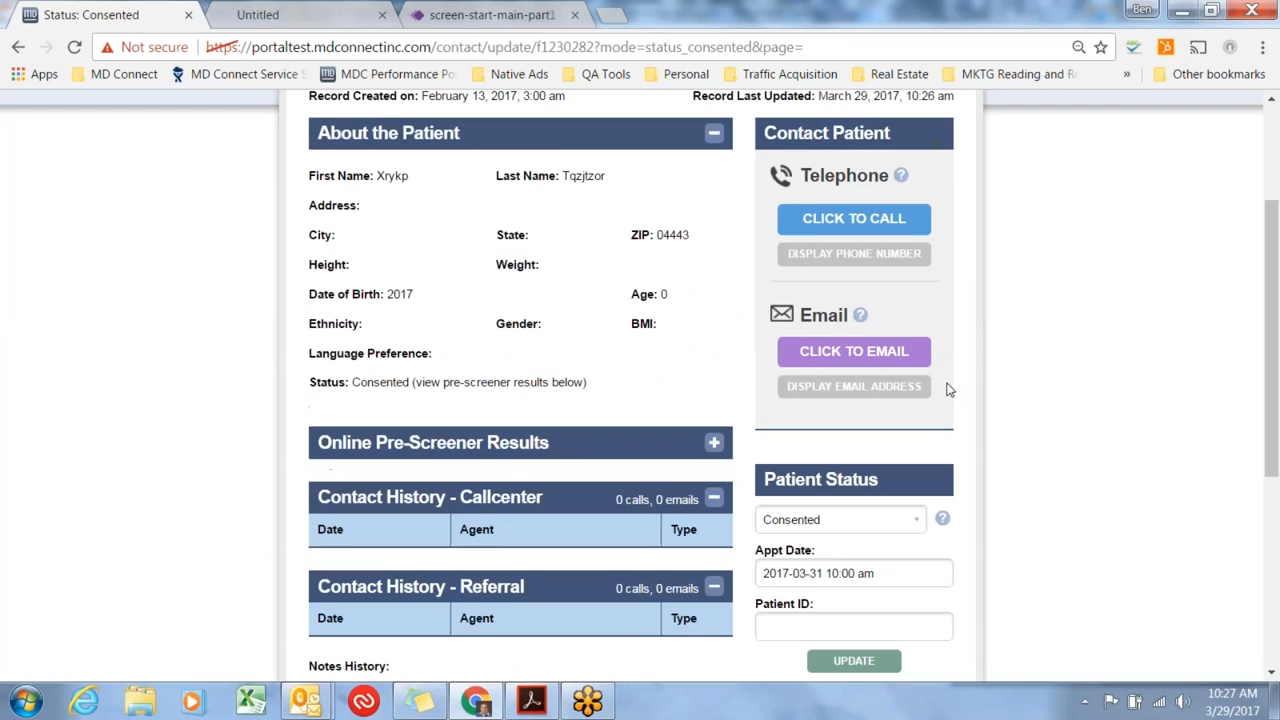 Status: Consented
Untitled
screen-start-main-part1
Ben
Not secure
https://portaltest.mdconnectinc.com/contact/update/f1230282?mode=status_consented&page=
Apps
MD Connect
MD Connect Service
MDC Performance Po
Native Ads
QA Tools
Personal
Traffic Acquisition
Real Estate
MKTG Reading and R
»
Other bookmarks
Record Created on: February 13, 2017, 3:00 am
Record Last Updated: March 29, 2017, 10:26 am
About the Patient
First Name: Xrykp
Last Name: Tqzjtzor
Address:
City:
State:
ZIP: 04443
Height:
Weight:
Date of Birth: 2017
Age: 0
Ethnicity:
Gender:
BMI:
Language Preference:
Status: Consented (view pre-screener results below)
Online Pre-Screener Results
Contact History - Callcenter
0 calls, 0 emails
Date
Agent
Type
Contact History - Referral
0 calls, 0 emails
Date
Agent
Type
Notes History:
Contact Patient
Telephone ?
CLICK TO CALL
DISPLAY PHONE NUMBER
Email ?
CLICK TO EMAIL
DISPLAY EMAIL ADDRESS
Patient Status
Consented
?
Appt Date:
2017-03-31 10:00 am
Patient ID:
UPDATE
10:27 AM
3/29/2017